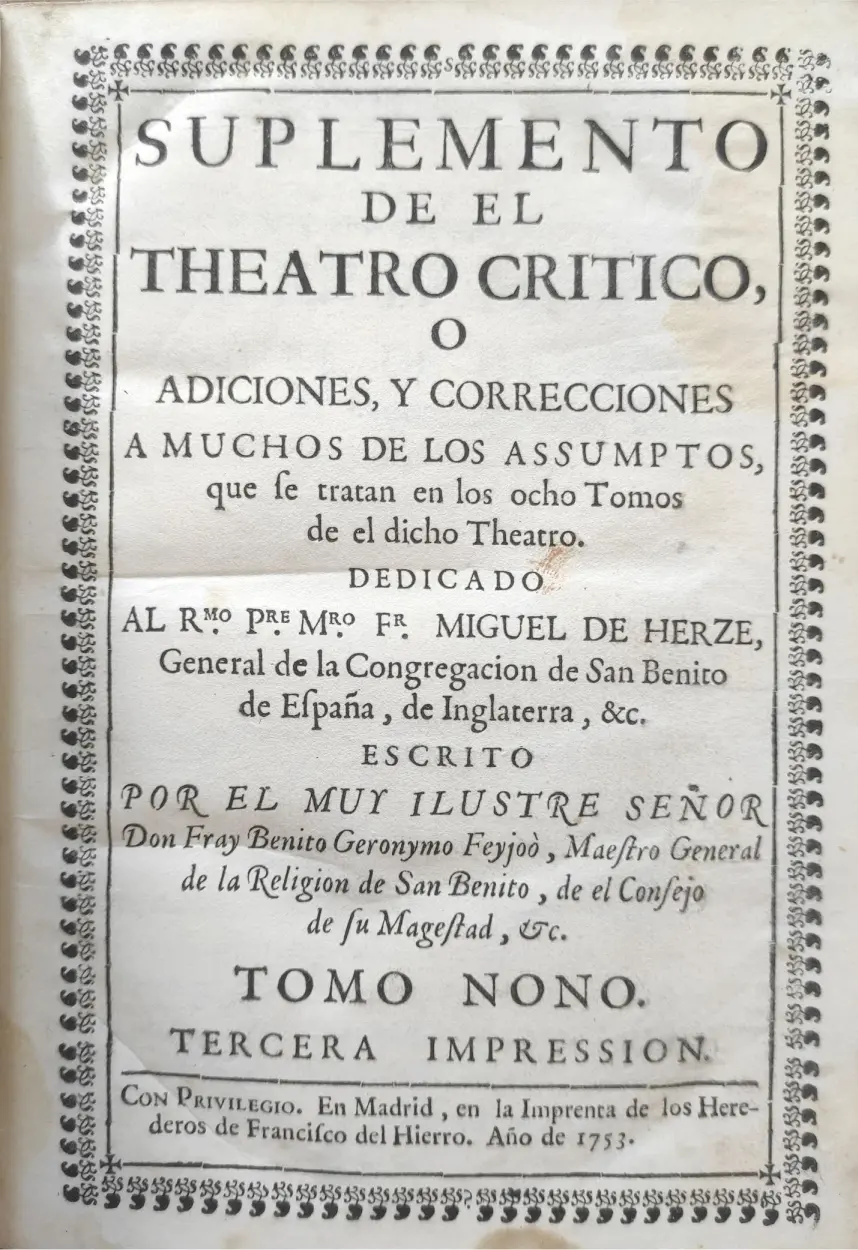 SUPLEMENTO
DE EL
THEATRO CRITICO,
O
ADICIONES, Y CORRECCIONES
A MUCHOS DE LOS ASSUMPTOS,
que ſe tratan en los ocho Tomos
de el dicho Theatro.
DEDICADO
AL R.ᴹᴼ P.ᴿᴱ M.ᴿᴼ F.ᴿ MIGUEL DE HERZE,
General de la Congregacion de San Benito
de Eſpaña, de Inglaterra, &c.
ESCRITO
POR EL MUY ILUSTRE SEÑOR
Don Fray Benito Geronymo Feyjoò, Maeſtro General
de la Religion de San Benito, de el Conſejo
de ſu Mageſtad, &c.
TOMO NONO.
TERCERA IMPRESSION.
CON PRIVILEGIO. En Madrid, en la Imprenta de los Here-
deros de Franciſco del Hierro. Año de 1753.